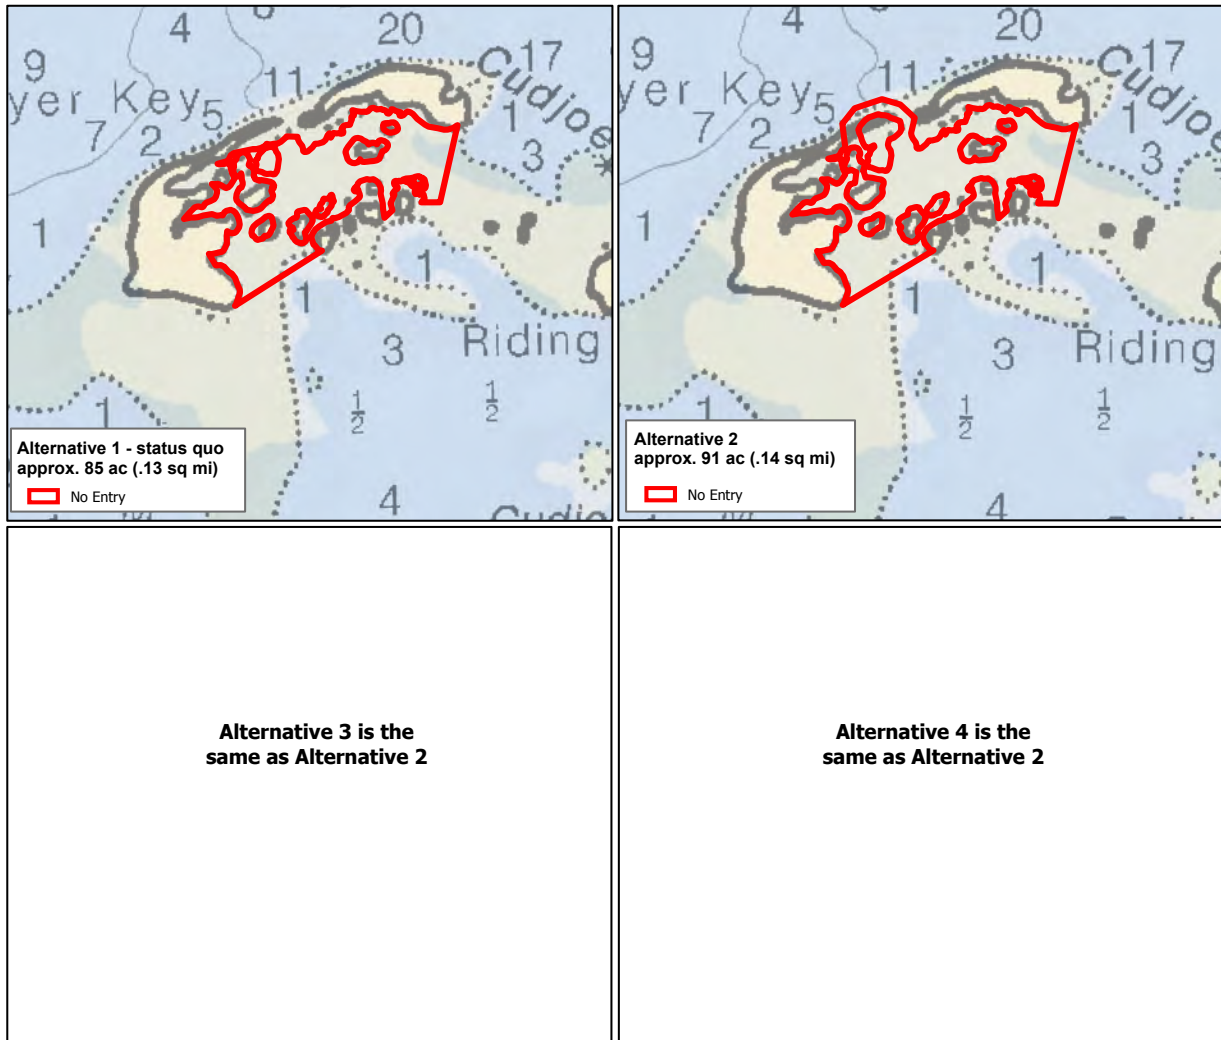 4
20
9
17
Cudjoe
11
yer Key
5
1
7
2
3
1
1
1
3
Riding
1
1/2
1/2
Alternative 1 - status quo
approx. 85 ac (.13 sq mi)
No Entry
4
4
20
9
17
Cudjoe
11
yer Key
5
1
7
2
3
1
1
1
3
Riding
1
1/2
1/2
Alternative 2
approx. 91 ac (.14 sq mi)
No Entry
4
Alternative 3 is the
same as Alternative 2
Alternative 4 is the
same as Alternative 2